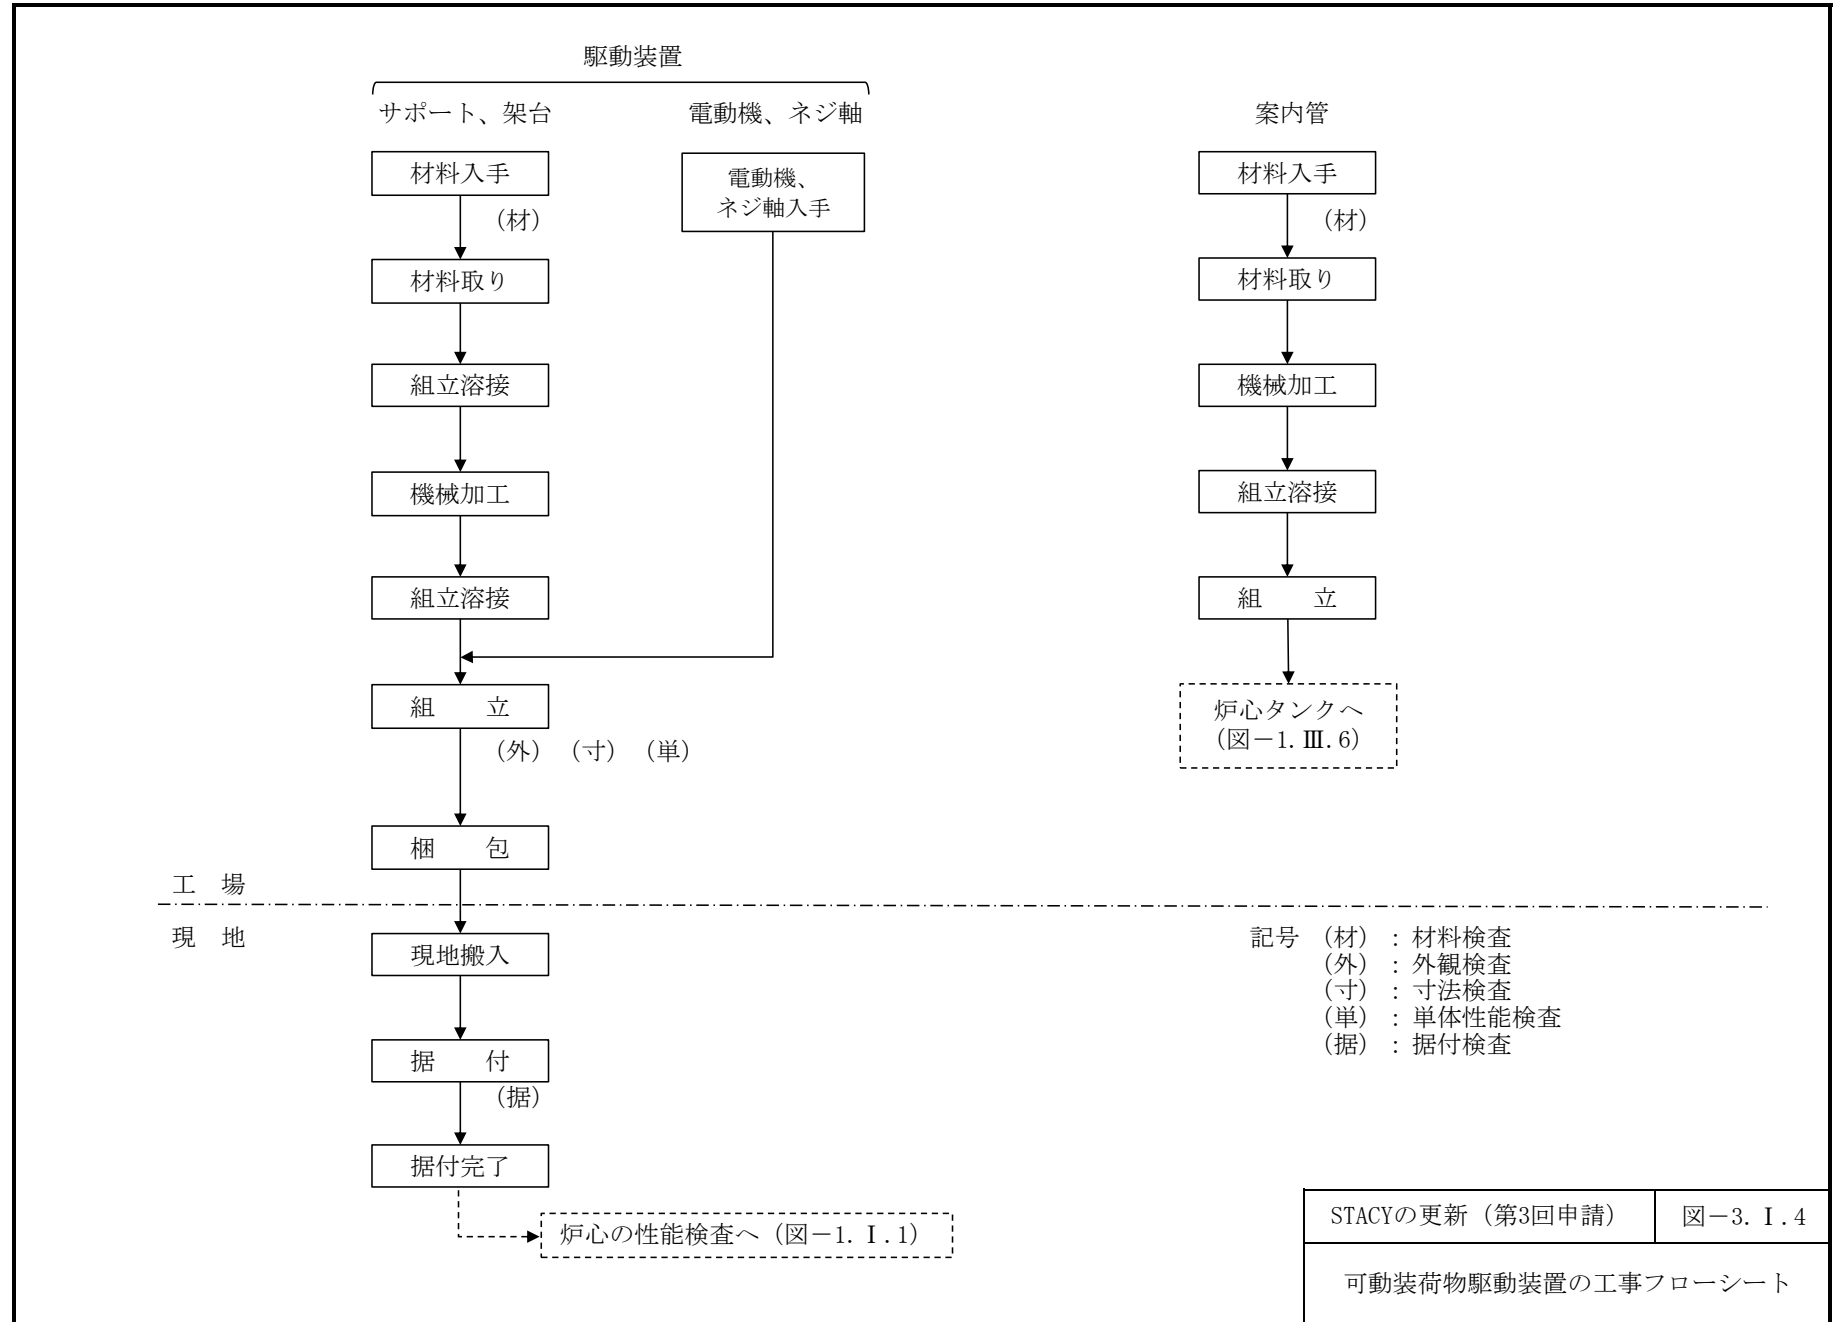 駆動装置
サポート、架台
電動機、ネジ軸
案内管
材料入手
(材)
材料取り
組立溶接
機械加工
組立溶接
電動機、
ネジ軸入手
組　　立
(外) (寸) (単)
梱　　包
材料入手
(材)
材料取り
機械加工
組立溶接
組　　立
炉心タンクへ
(図－1.Ⅲ.6)
工　場
現　地
現地搬入
据　　付
(据)
据付完了
炉心の性能検査へ (図－1.Ⅰ.1)
記号 (材) : 材料検査
(外) : 外観検査
(寸) : 寸法検査
(単) : 単体性能検査
(据) : 据付検査
STACYの更新 (第3回申請)
図－3.Ⅰ.4
可動装荷物駆動装置の工事フローシート